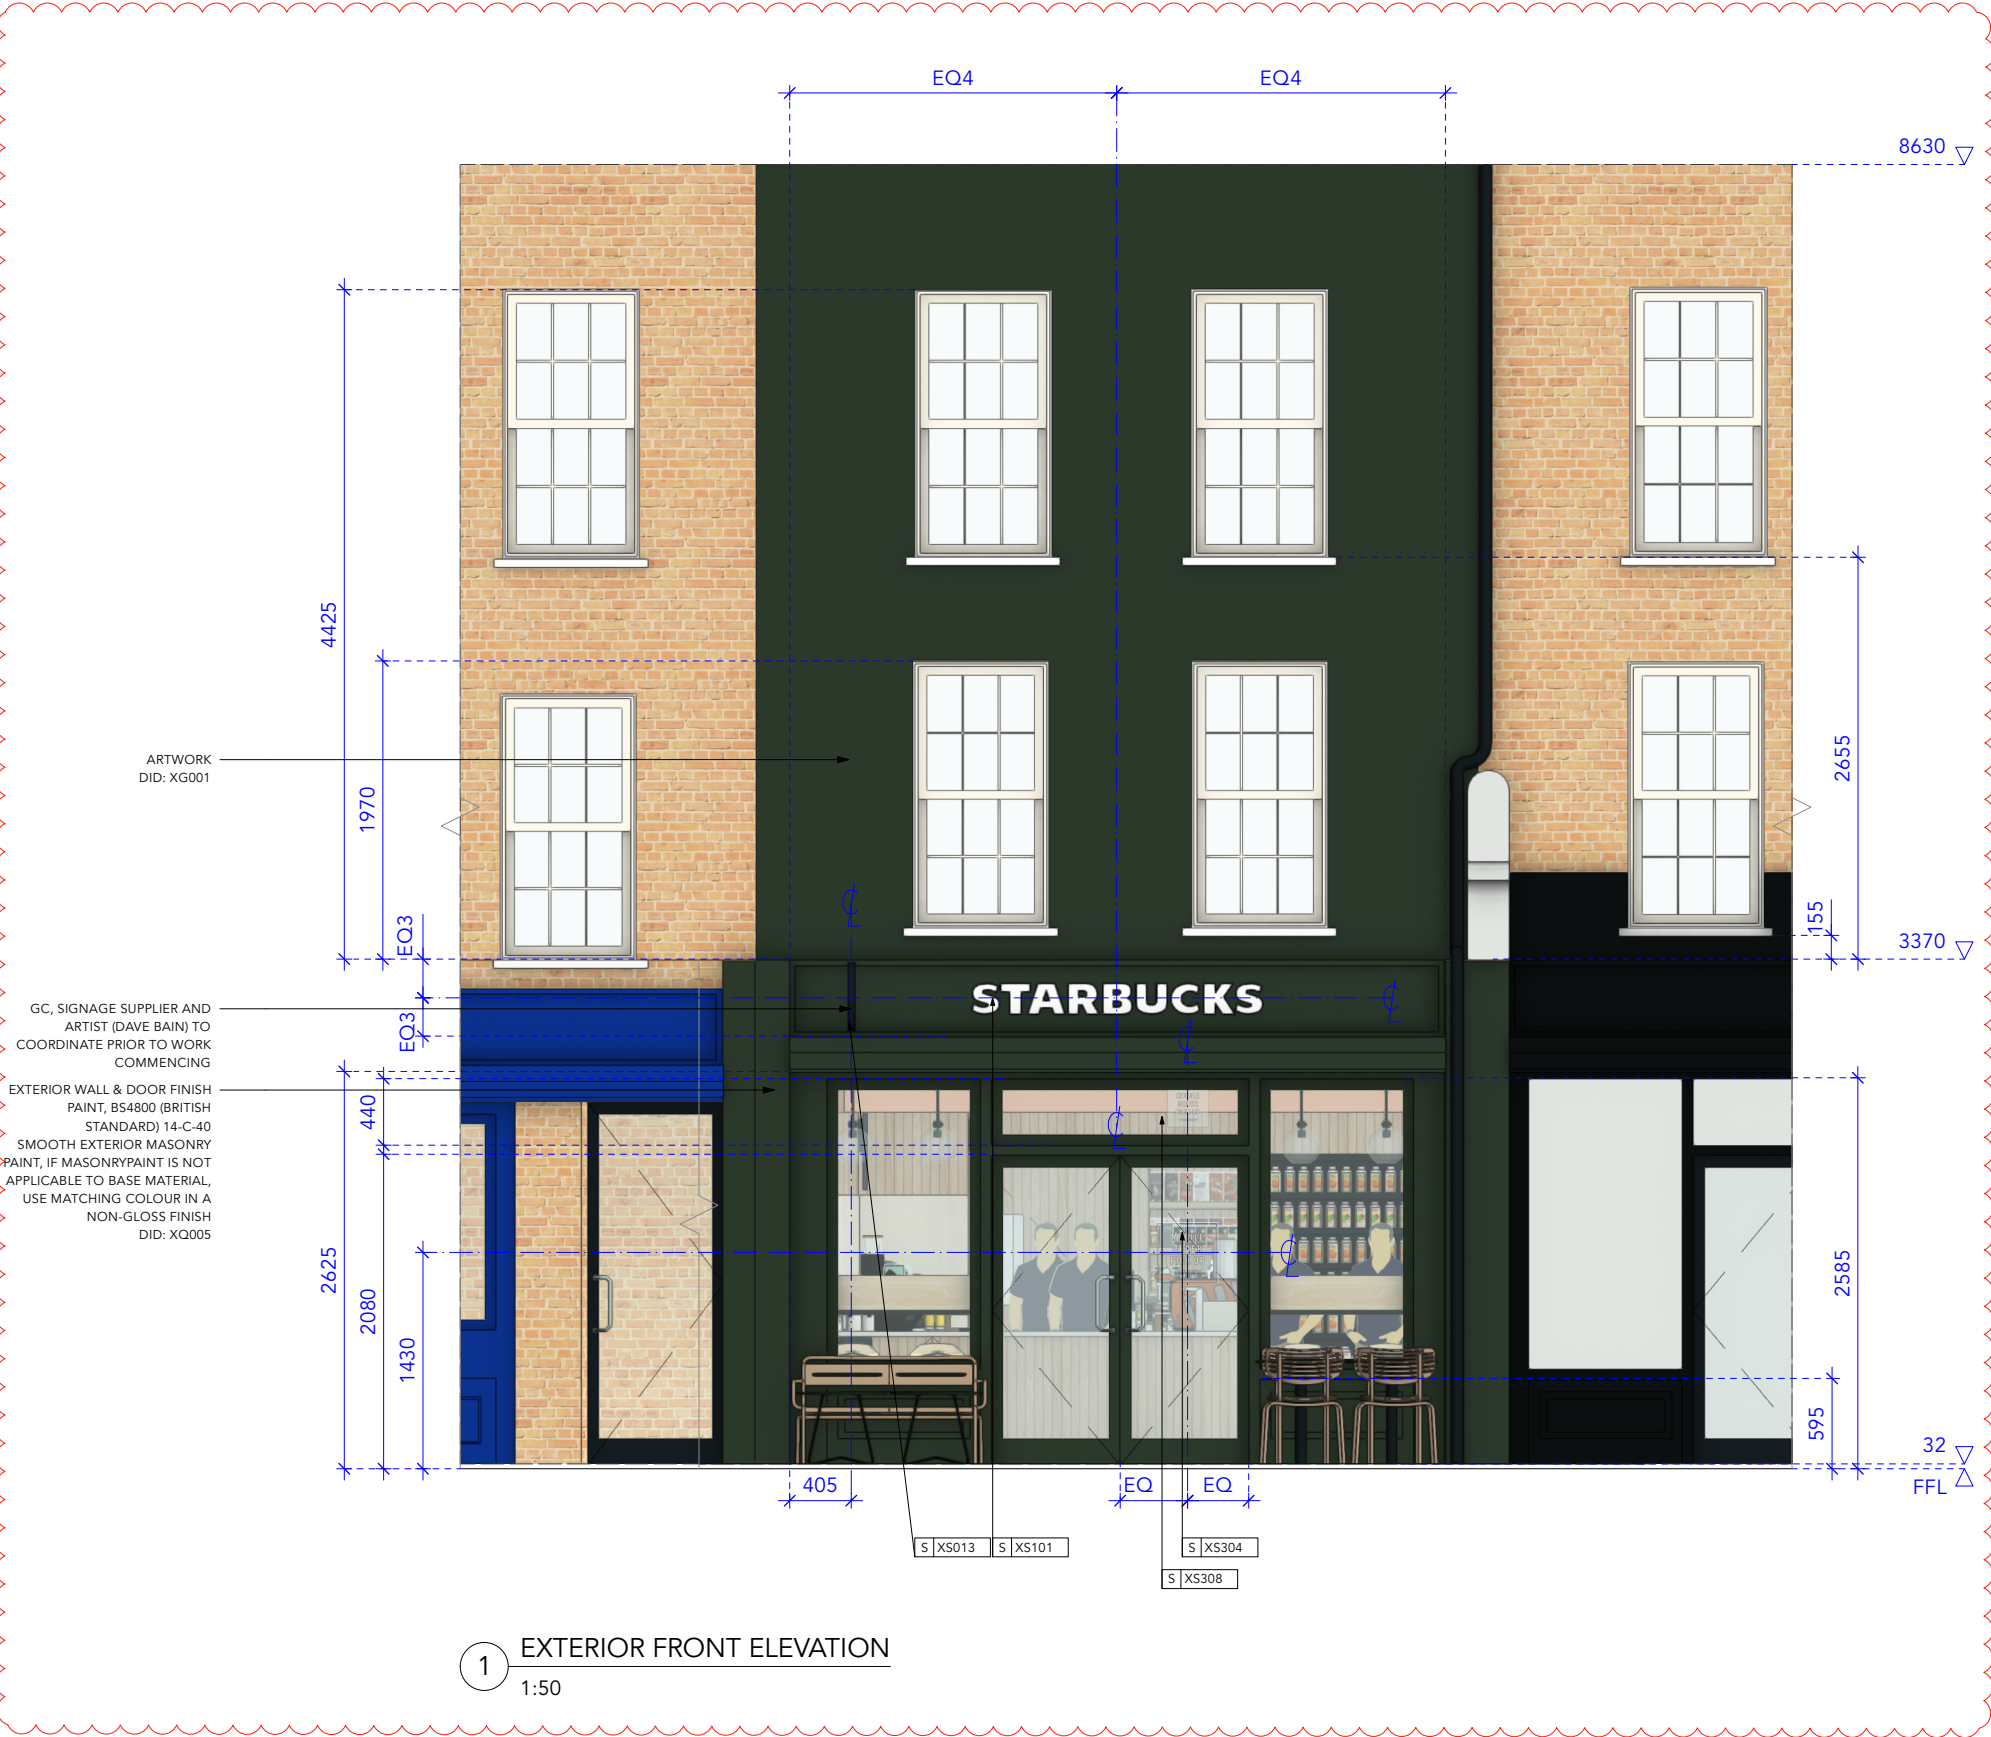 EQ4
EQ4
8630
4425
2655
ARTWORK
DID: XG001
1970
155
EQ3
3370
STARBUCKS
GC, SIGNAGE SUPPLIER AND
ARTIST (DAVE BAIN) TO
COORDINATE PRIOR TO WORK
COMMENCING
EQ3
EXTERIOR WALL & DOOR FINISH
PAINT, BS4800 (BRITISH
STANDARD) 14-C-40
SMOOTH EXTERIOR MASONRY
PAINT, IF MASONRYPAINT IS NOT
APPLICABLE TO BASE MATERIAL,
USE MATCHING COLOUR IN A
NON-GLOSS FINISH
DID: XQ005
440
2625
2080
1430
2585
595
32
FFL
405
EQ
EQ
S XS013
S XS101
S XS304
S XS308
1
EXTERIOR FRONT ELEVATION
1:50